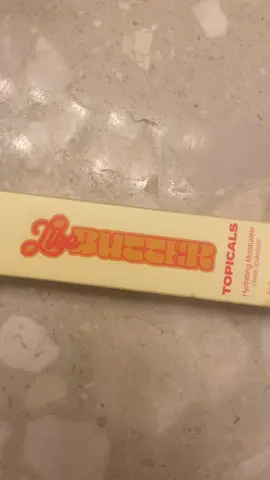 Like BUTTER
TOPICALS
Hydrating Moisturizer